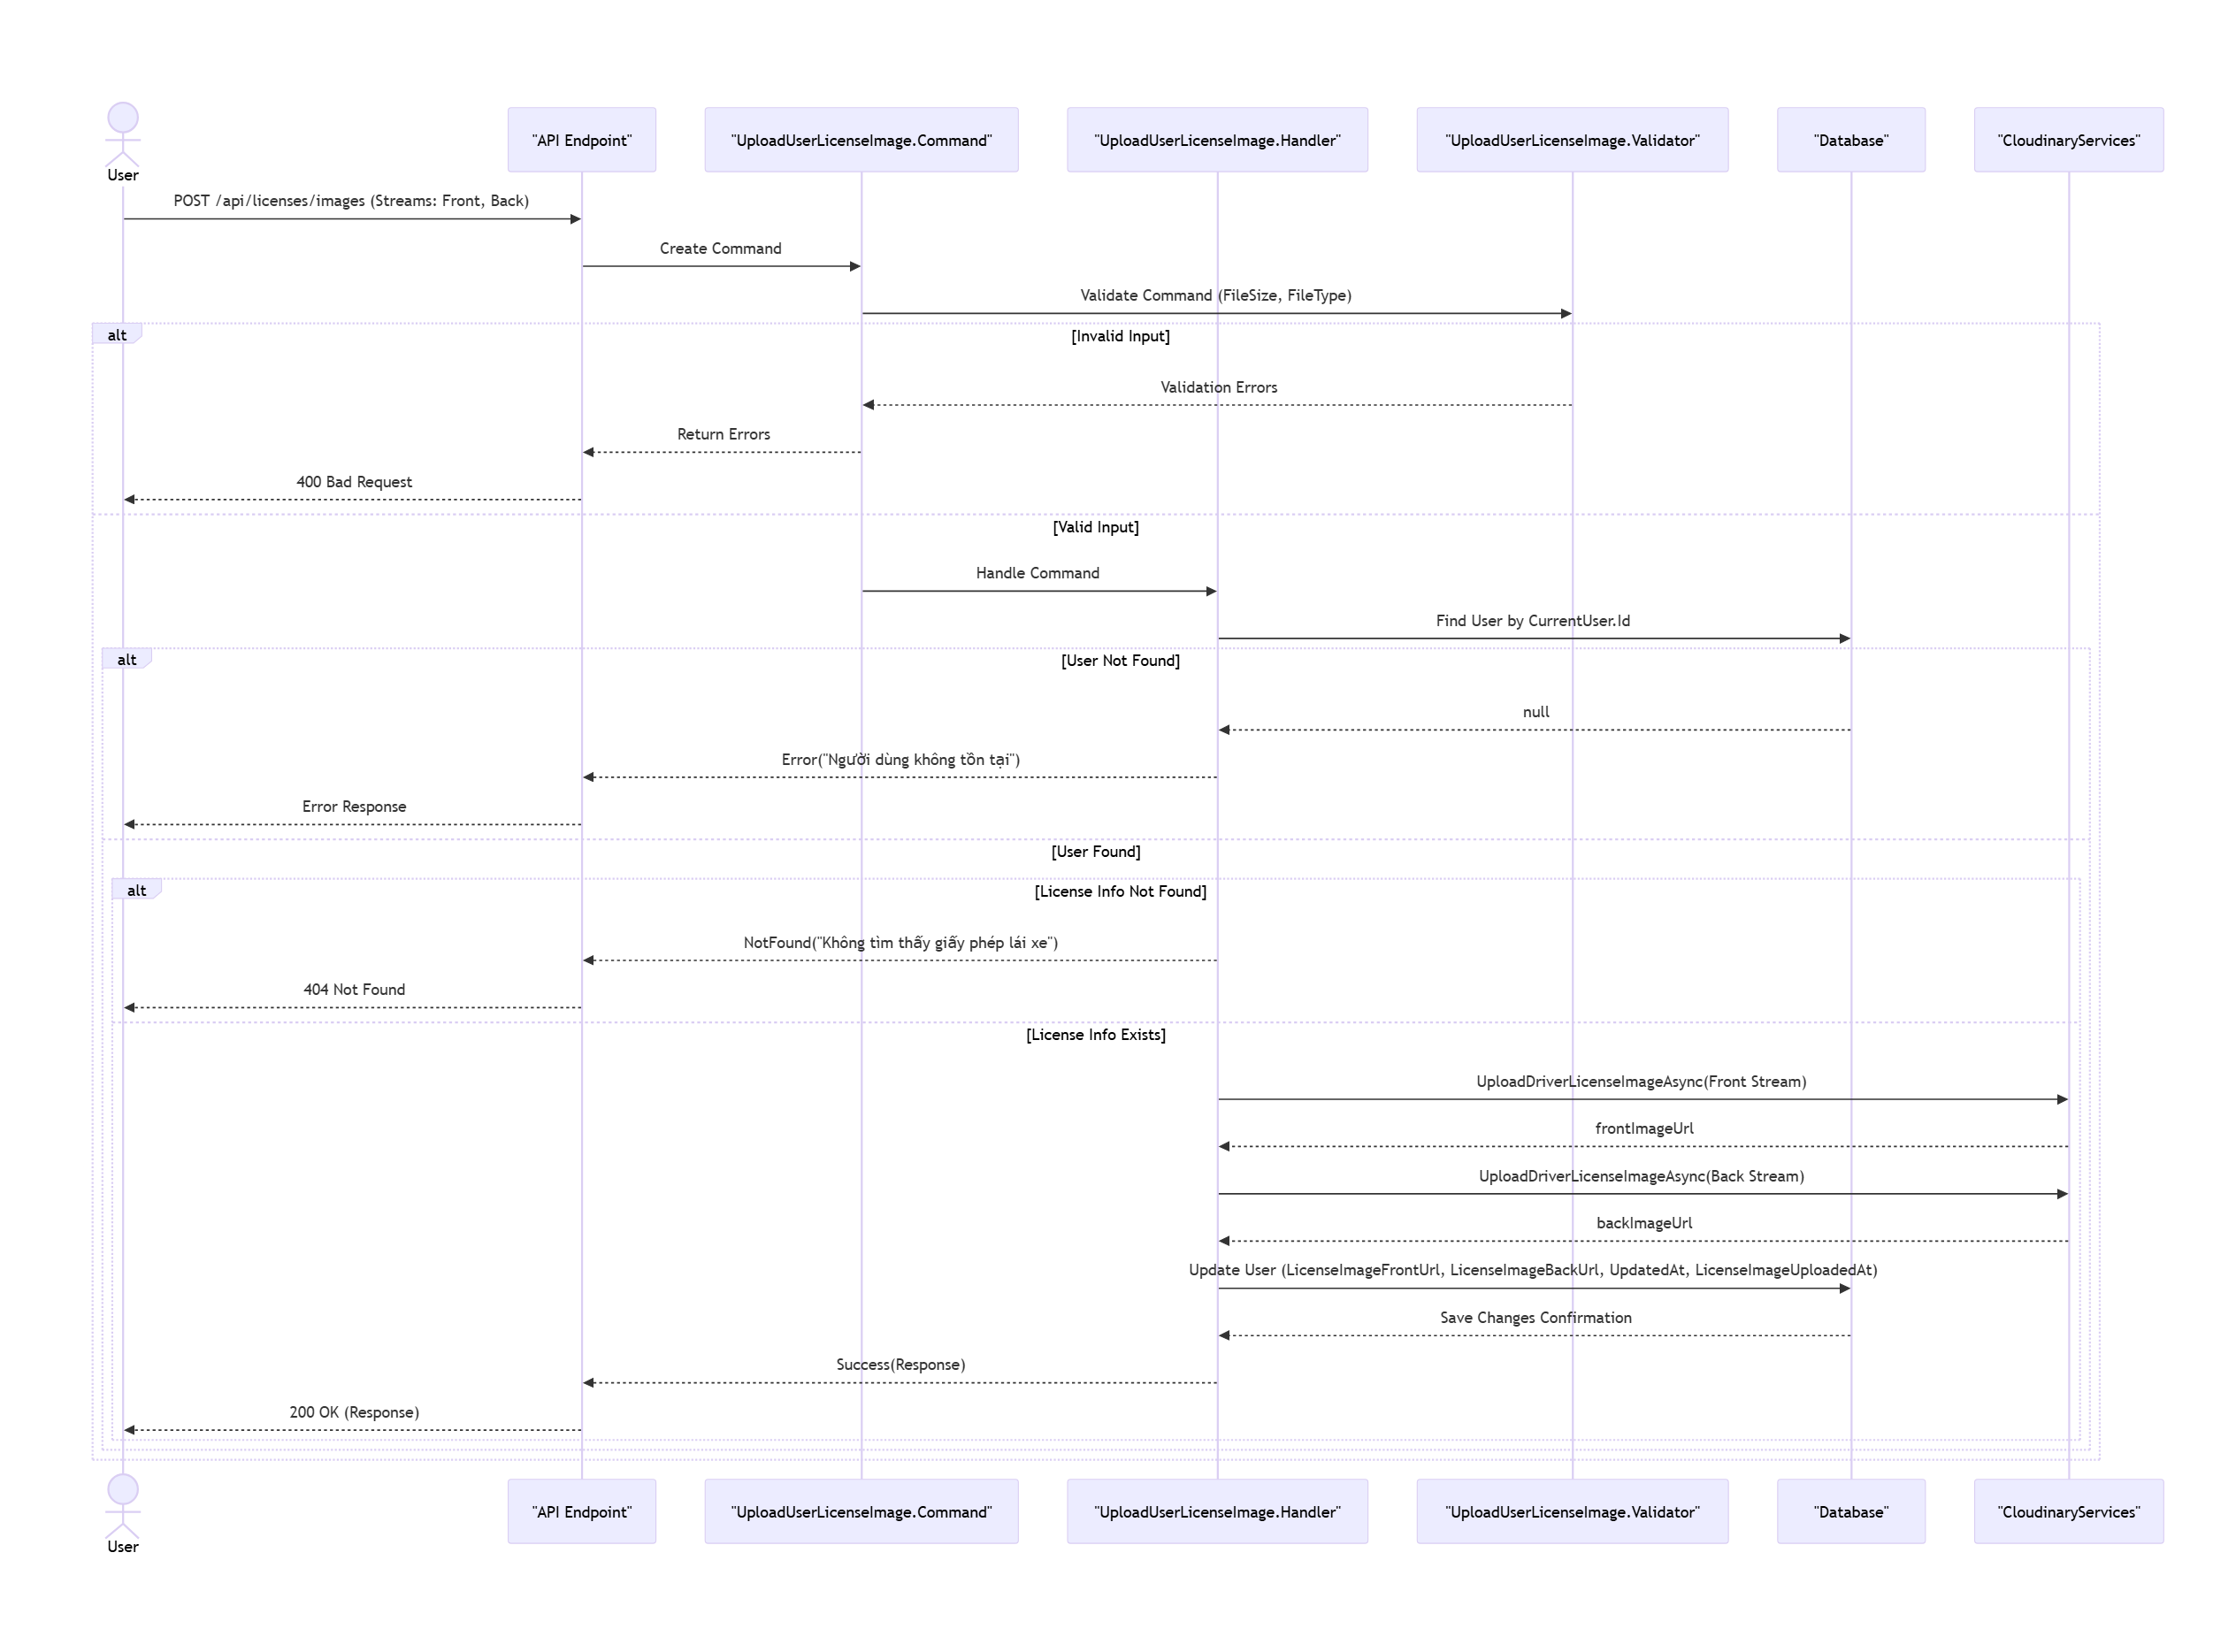 User
"API Endpoint"
"UploadUserLicenseImage.Command"
"UploadUserLicenseImage.Handler"
"UploadUserLicenseImage.Validator"
"Database"
"CloudinaryServices"
POST /api/licenses/images (Streams: Front, Back)
Create Command
Validate Command (FileSize, FileType)
alt
[Invalid Input]
Validation Errors
Return Errors
400 Bad Request
[Valid Input]
Handle Command
Find User by CurrentUser.Id
alt
[User Not Found]
null
Error("Người dùng không tồn tại")
Error Response
[User Found]
alt
[License Info Not Found]
NotFound("Không tìm thấy giấy phép lái xe")
404 Not Found
[License Info Exists]
UploadDriverLicenseImageAsync(Front Stream)
frontImageUrl
UploadDriverLicenseImageAsync(Back Stream)
backImageUrl
Update User (LicenseImageFrontUrl, LicenseImageBackUrl, UpdatedAt, LicenseImageUploadedAt)
Save Changes Confirmation
Success(Response)
200 OK (Response)
User
"API Endpoint"
"UploadUserLicenseImage.Command"
"UploadUserLicenseImage.Handler"
"UploadUserLicenseImage.Validator"
"Database"
"CloudinaryServices"